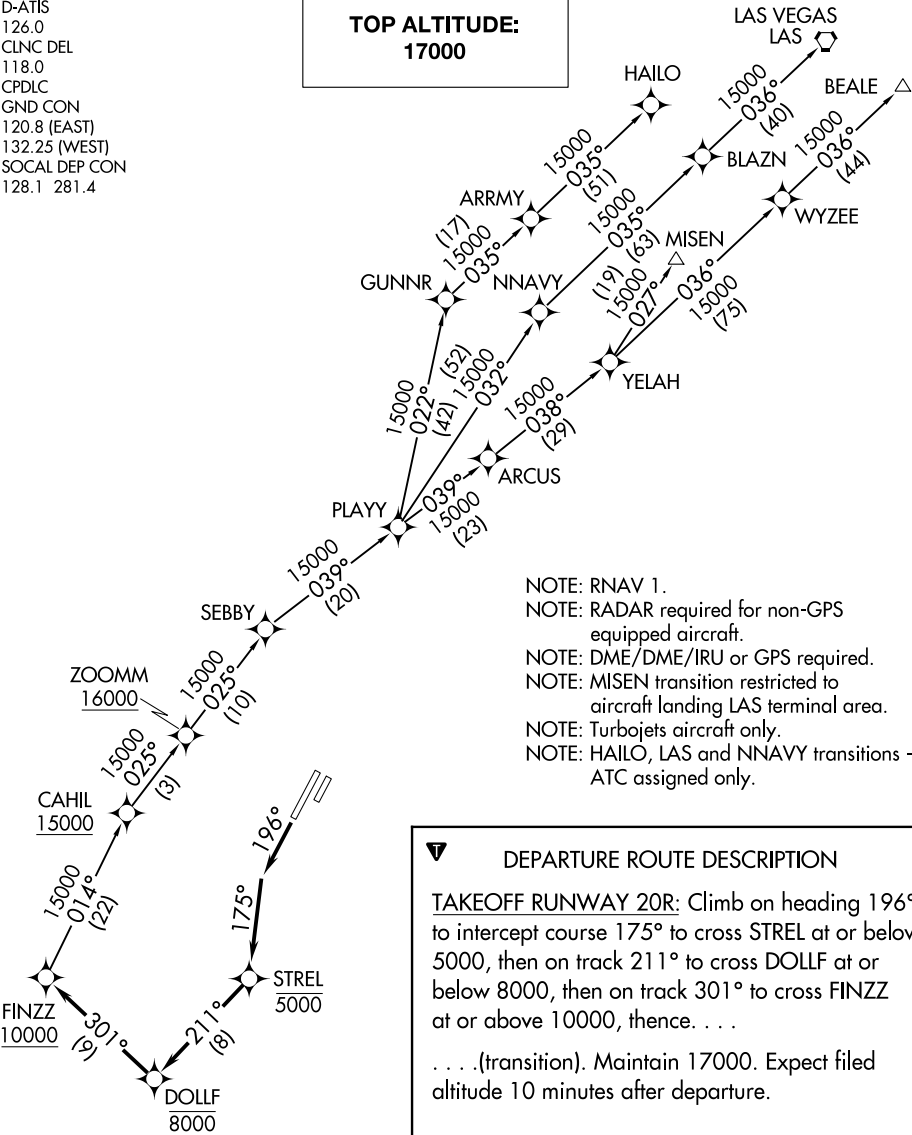 D-ATIS
126.0
CLNC DEL
118.0
CPDLC
GND CON
120.8 (EAST)
132.25 (WEST)
SOCAL DEP CON
128.1 281.4
TOP ALTITUDE:
17000
LAS VEGAS
LAS
BEALE
HAILO
15000
036°
(40)
15000
036°
(44)
BLAZN
WYZEE
15000
035°
(51)
ARRMY
(17)
15000
035°
15000
035°
(63)
MISEN
(19)
15000
027°
036°
15000
(75)
GUNNR
NNAVY
YELAH
15000
022°
(42)
(52)
15000
032°
15000
038°
(29)
ARCUS
PLAYY
039°
15000
(23)
15000
039°
(20)
SEBBY
15000
025°
(10)
ZOOMM
16000
15000
025°
(3)
CAHIL
15000
15000
014°
(22)
196°
175°
FINZZ
10000
301°
(9)
STREL
5000
211°
(8)
DOLLF
8000
NOTE: RNAV 1.
NOTE: RADAR required for non-GPS
equipped aircraft.
NOTE: DME/DME/IRU or GPS required.
NOTE: MISEN transition restricted to
aircraft landing LAS terminal area.
NOTE: Turbojets aircraft only.
NOTE: HAILO, LAS and NNAVY transitions -
ATC assigned only.
T
DEPARTURE ROUTE DESCRIPTION
TAKEOFF RUNWAY 20R: Climb on heading 196°
to intercept course 175° to cross STREL at or below
5000, then on track 211° to cross DOLLF at or
below 8000, then on track 301° to cross FINZZ
at or above 10000, thence. . . .
. . . .(transition). Maintain 17000. Expect filed
altitude 10 minutes after departure.